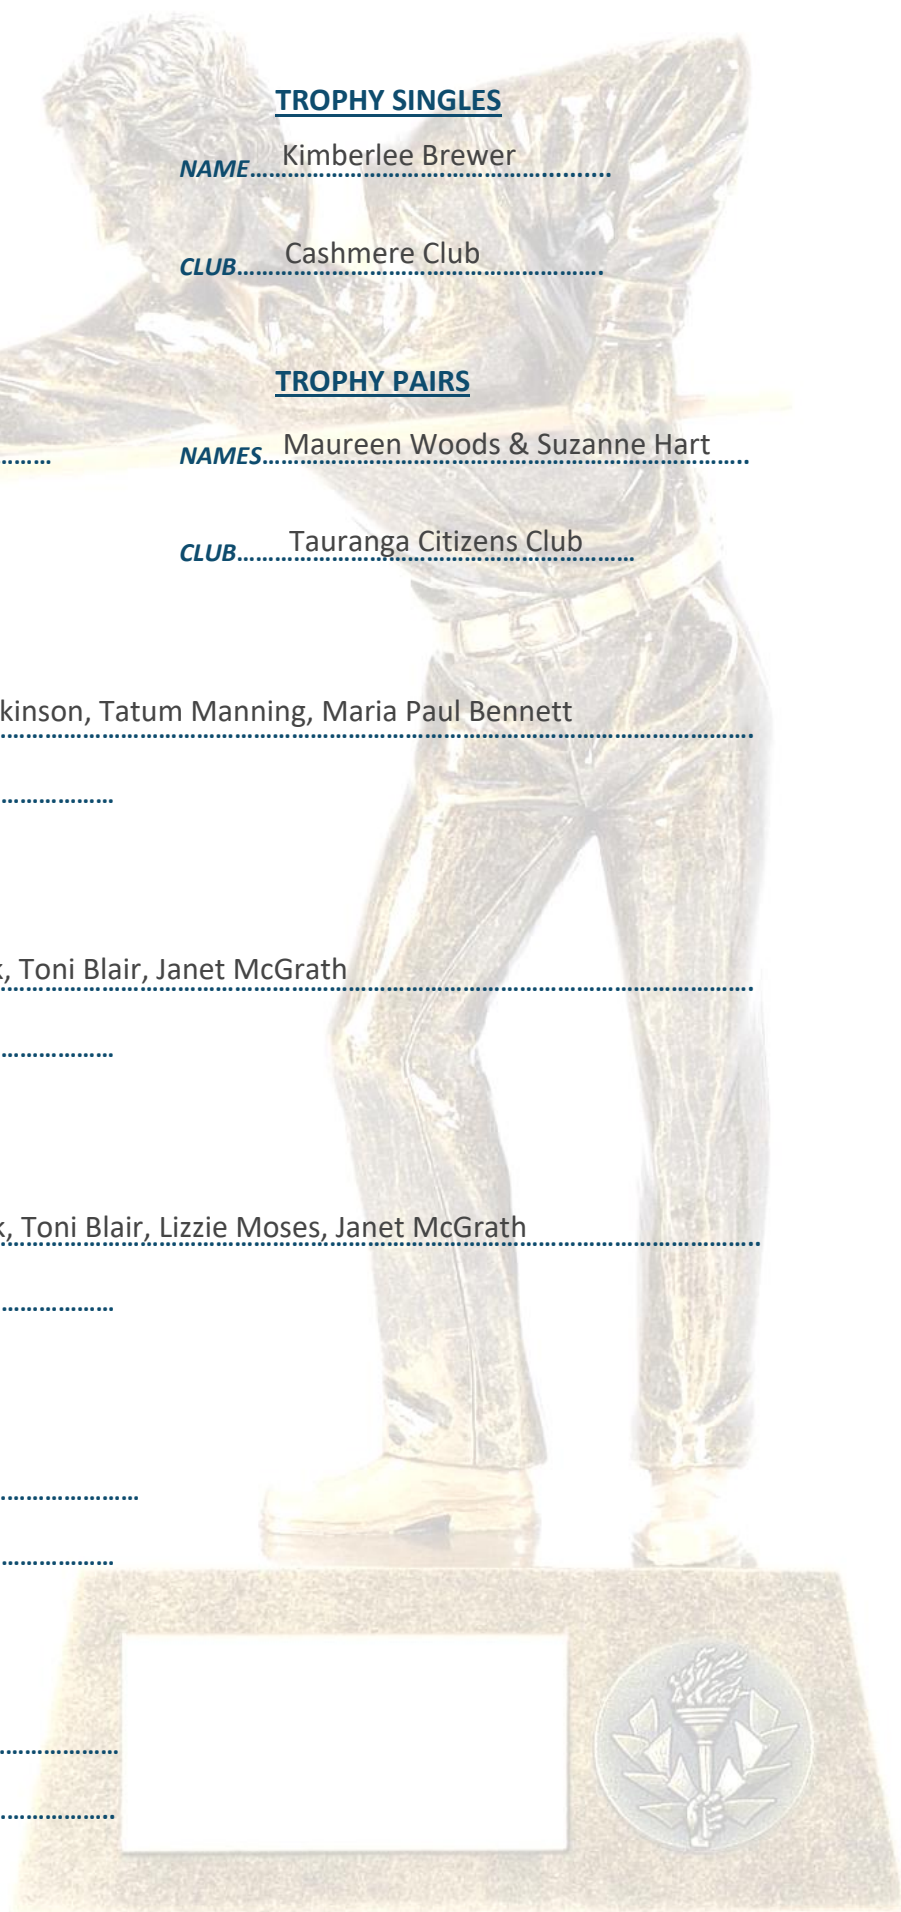 TROPHY SINGLES
NAME Kimberlee Brewer
CLUB Cashmere Club
TROPHY PAIRS
NAMES Maureen Woods & Suzanne Hart
CLUB Tauranga Citizens Club
kinson, Tatum Manning, Maria Paul Bennett
k, Toni Blair, Janet McGrath
k, Toni Blair, Lizzie Moses, Janet McGrath